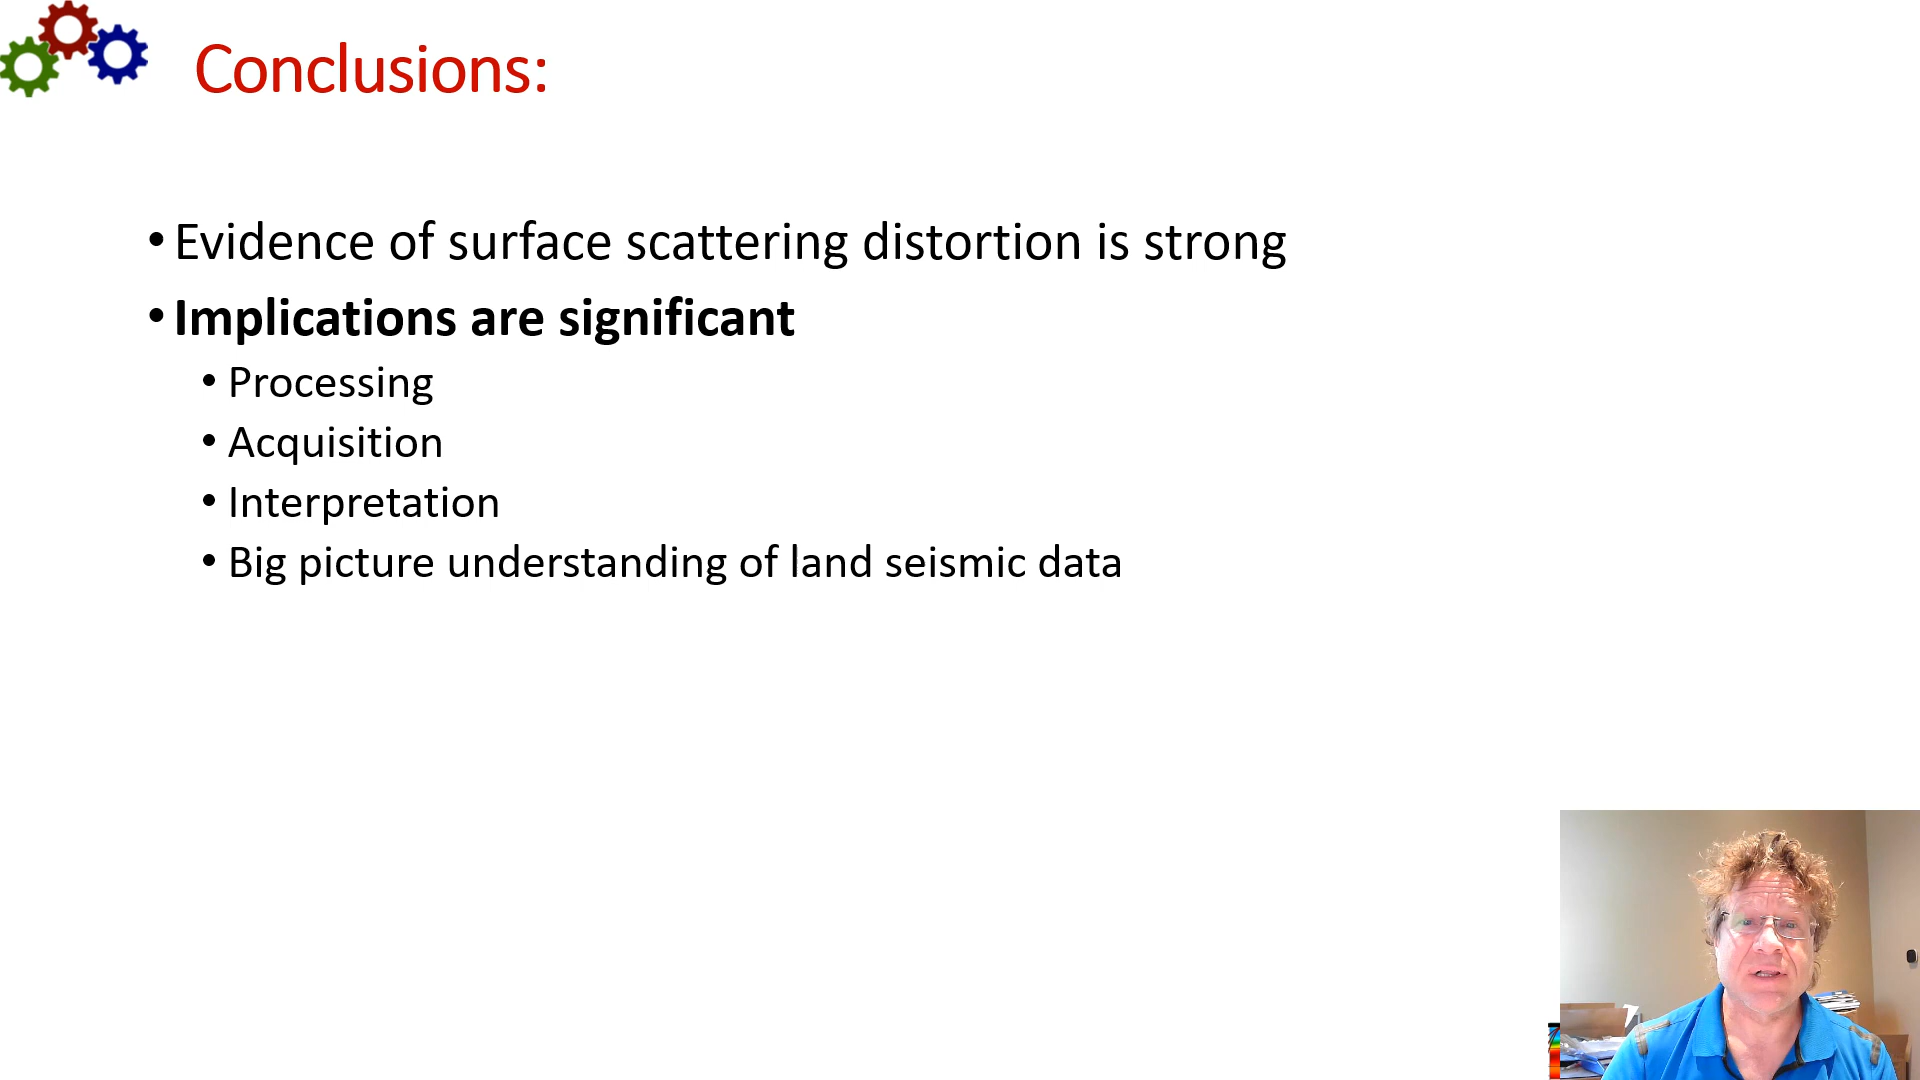 Conclusions:
• Evidence of surface scattering distortion is strong
• Implications are significant
• Processing
• Acquisition
• Interpretation
• Big picture understanding of land seismic data